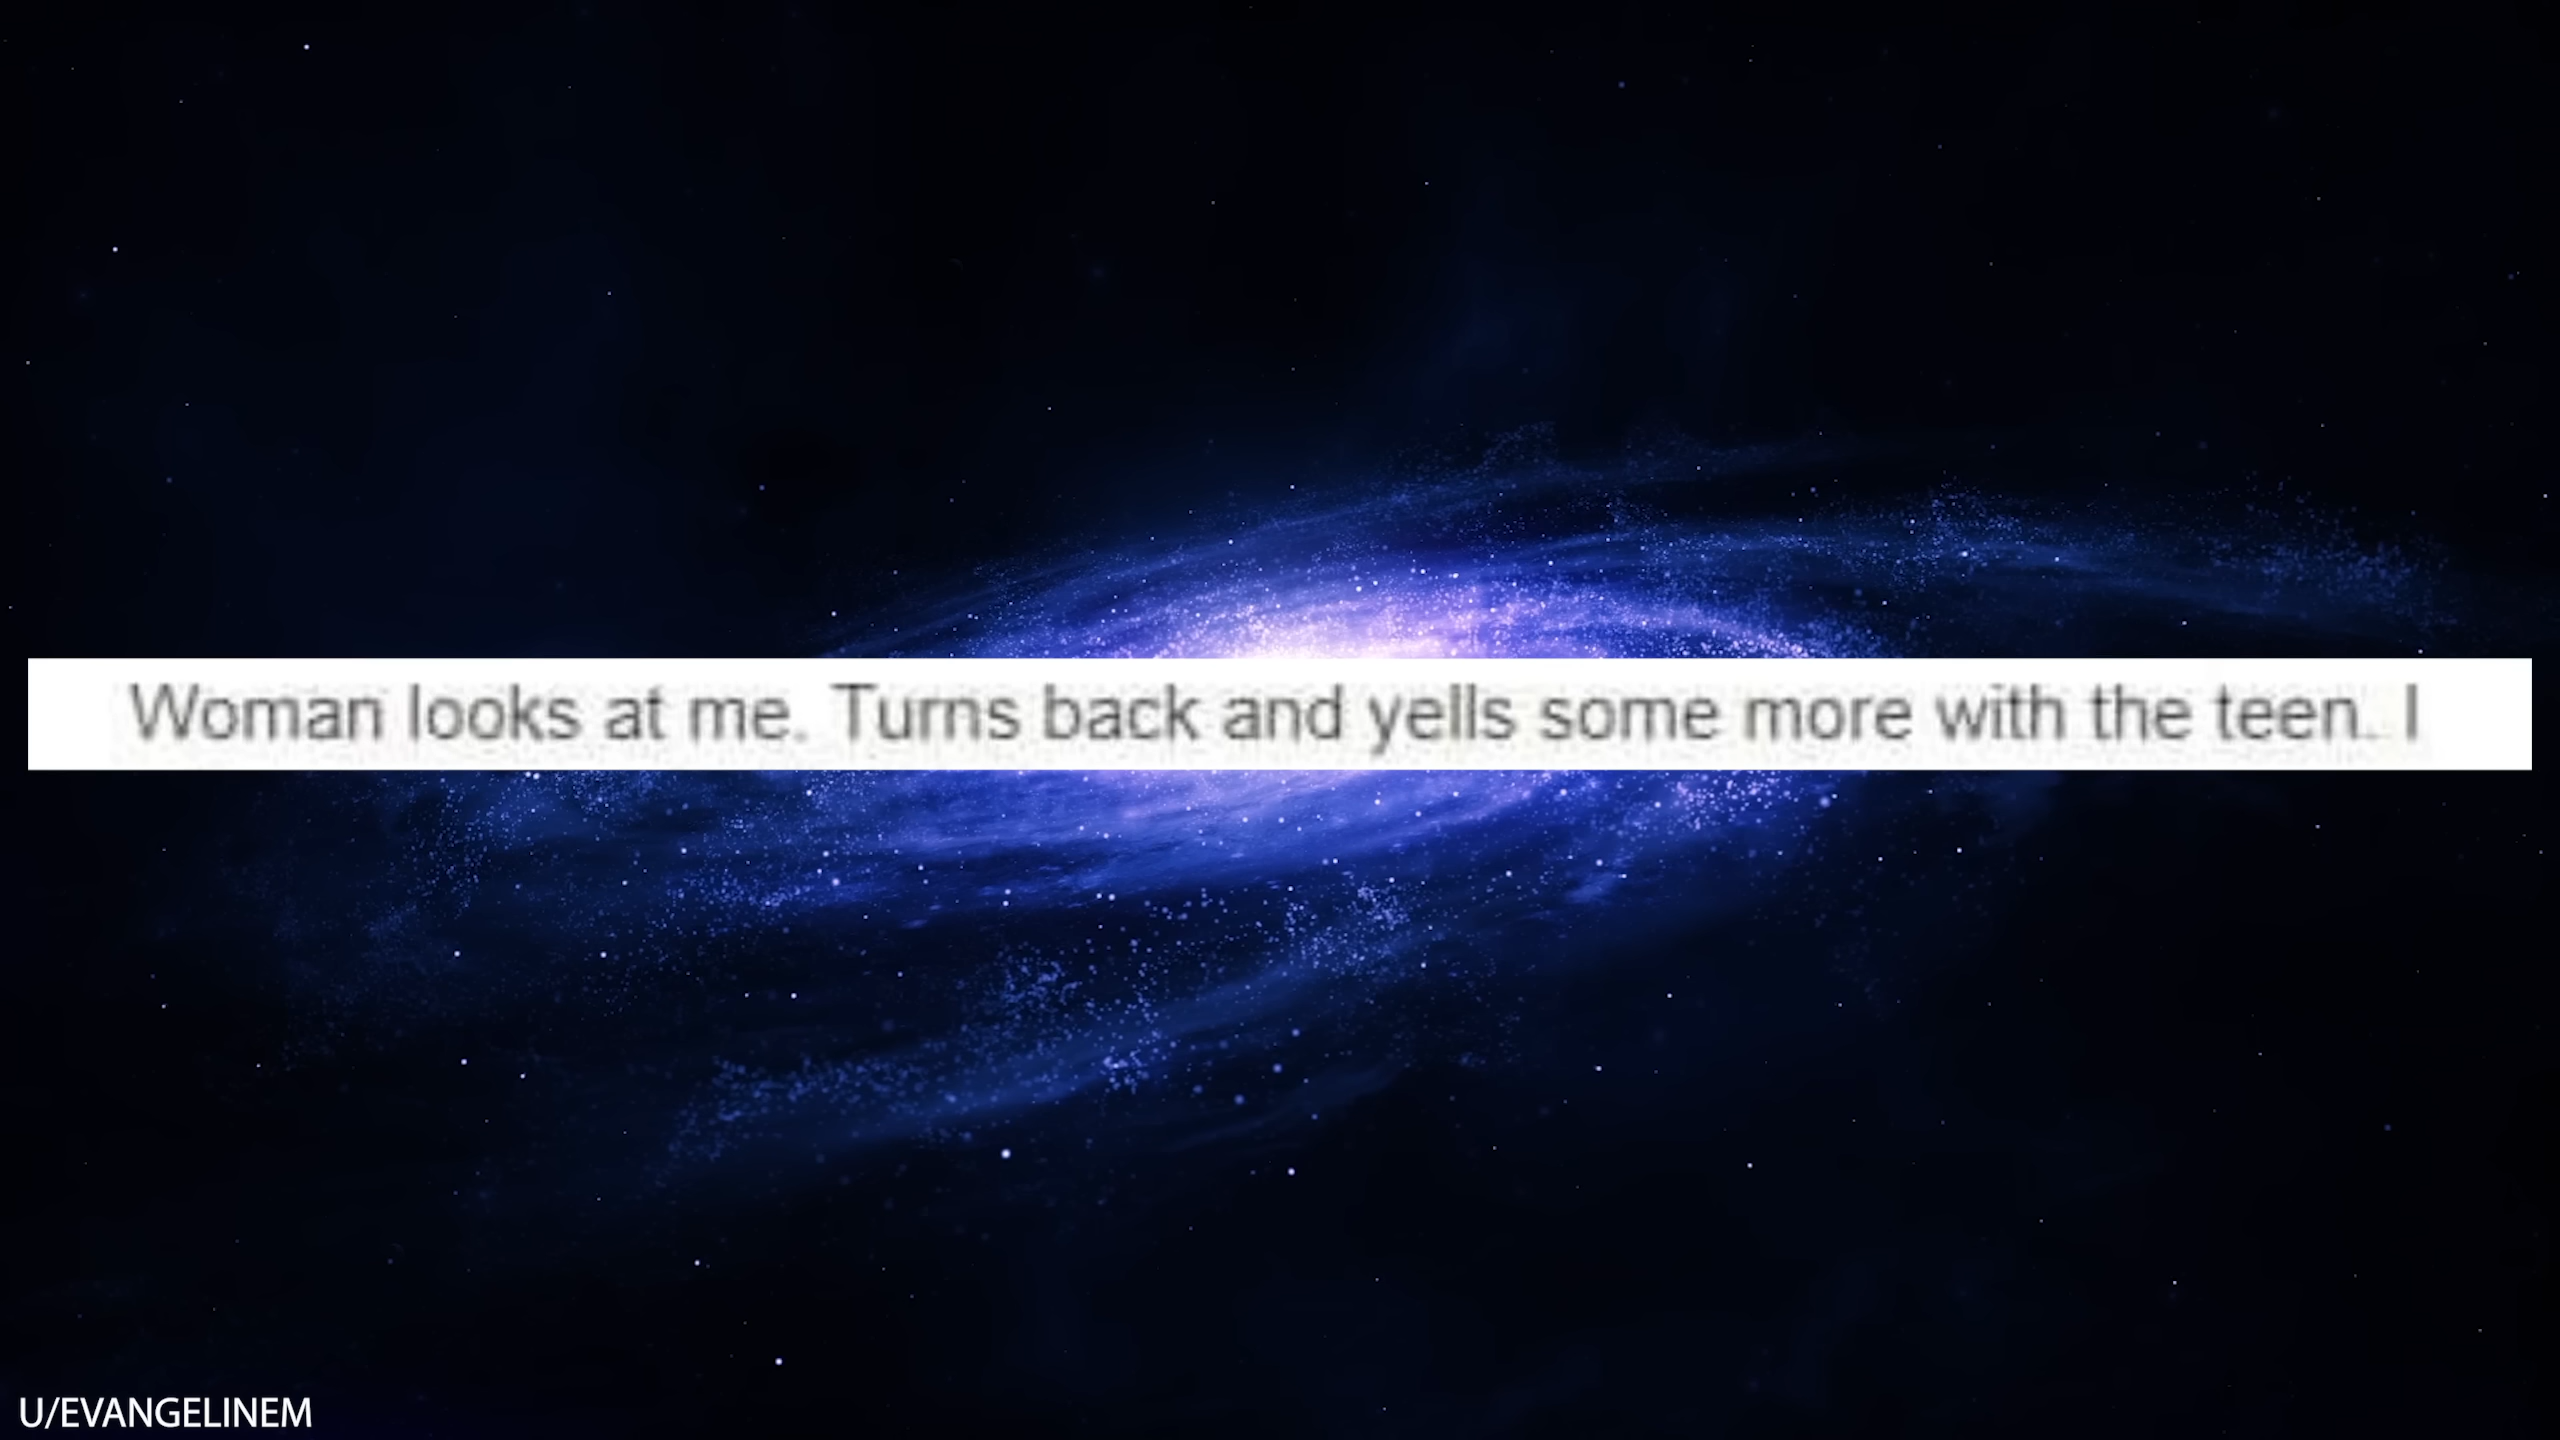 Woman looks at me. Turns back and yells some more with the teen. I
U/EVANGELINEM